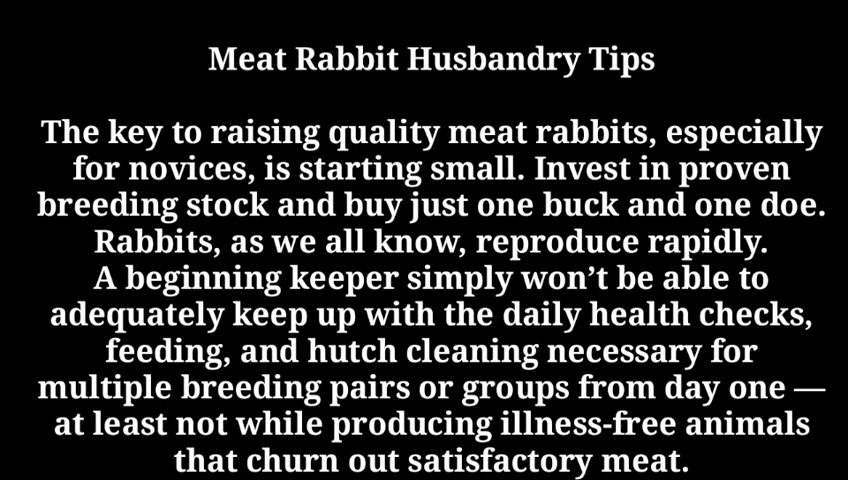 Meat Rabbit Husbandry Tips
The key to raising quality meat rabbits, especially
for novices, is starting small. Invest in proven
breeding stock and buy just one buck and one doe.
Rabbits, as we all know, reproduce rapidly.
A beginning keeper simply won’t be able to
adequately keep up with the daily health checks,
feeding, and hutch cleaning necessary for
multiple breeding pairs or groups from day one —
at least not while producing illness-free animals
that churn out satisfactory meat.